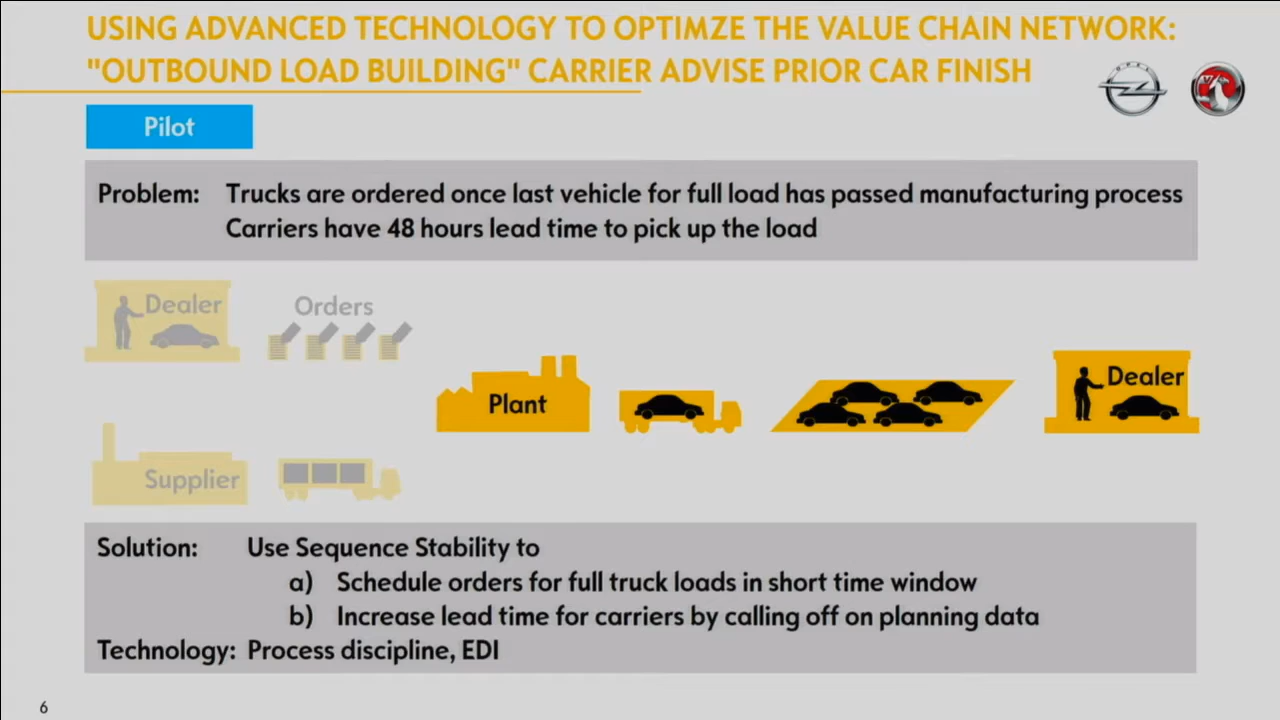 USING ADVANCED TECHNOLOGY TO OPTIMZE THE VALUE CHAIN NETWORK:
"OUTBOUND LOAD BUILDING" CARRIER ADVISE PRIOR CAR FINISH
OPEL
Pilot
Problem: Trucks are ordered once last vehicle for full load has passed manufacturing process
Carriers have 48 hours lead time to pick up the load
Dealer
Orders
Plant
Dealer
Supplier
Solution: Use Sequence Stability to
a) Schedule orders for full truck loads in short time window
b) Increase lead time for carriers by calling off on planning data
Technology: Process discipline, EDI
6